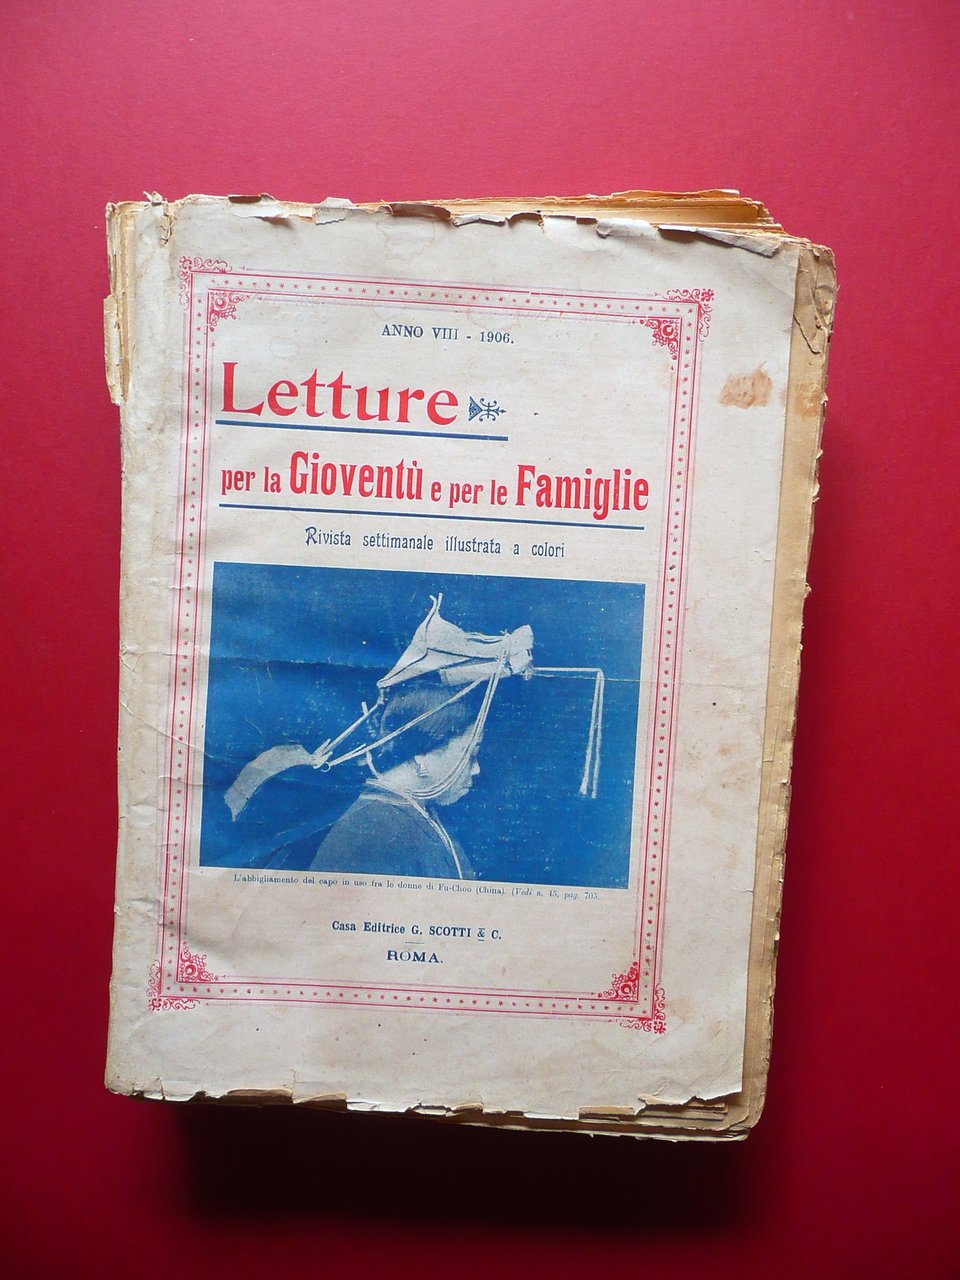 ANNO VIII - 1906.
Letture
per la Gioventù e per le Famiglie
Rivista settimanale illustrata a colori
L'abbigliamento del capo in uso fra le donne di Fu-Choo (China). (Vedi n. 45, pag. 705.
Casa Editrice G. SCOTTI & C.
ROMA.